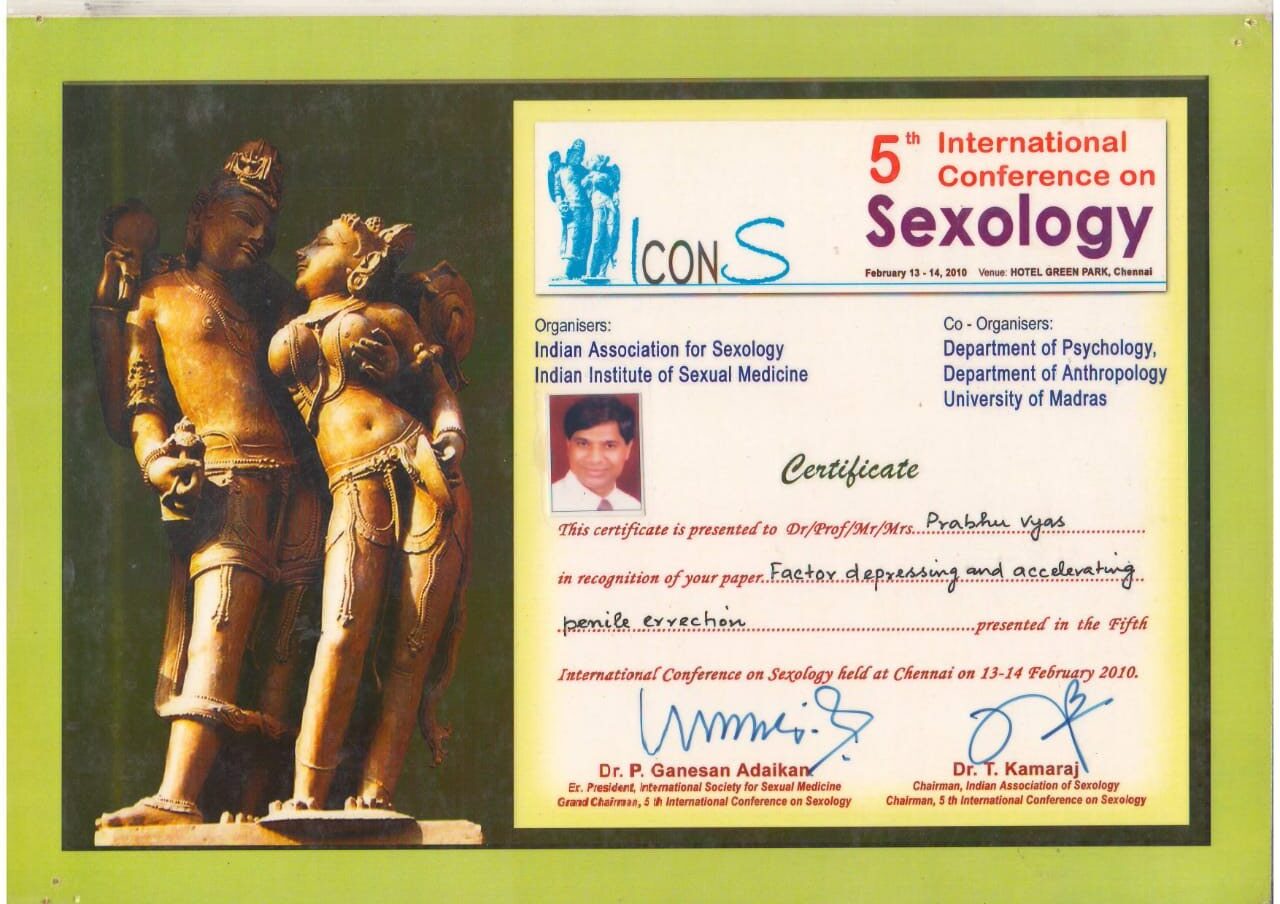 5th International
Conference on
Sexology
ICONS
February 13 - 14, 2010 Venue: HOTEL GREEN PARK, Chennai
Organisers:
Indian Association for Sexology
Indian Institute of Sexual Medicine
Co - Organisers:
Department of Psychology,
Department of Anthropology
University of Madras
Certificate
This certificate is presented to Dr/Prof/Mr/Mrs..Prabhu vyas
in recognition of your paper..Factor depressing and accelerating
penile errection...presented in the Fifth
International Conference on Sexology held at Chennai on 13-14 February 2010.
Dr. P. Ganesan Adaikan
Ex. President, International Society for Sexual Medicine
Grand Chairman, 5 th International Conference on Sexology
Dr. T. Kamaraj
Chairman, Indian Association of Sexology
Chairman, 5 th International Conference on Sexology